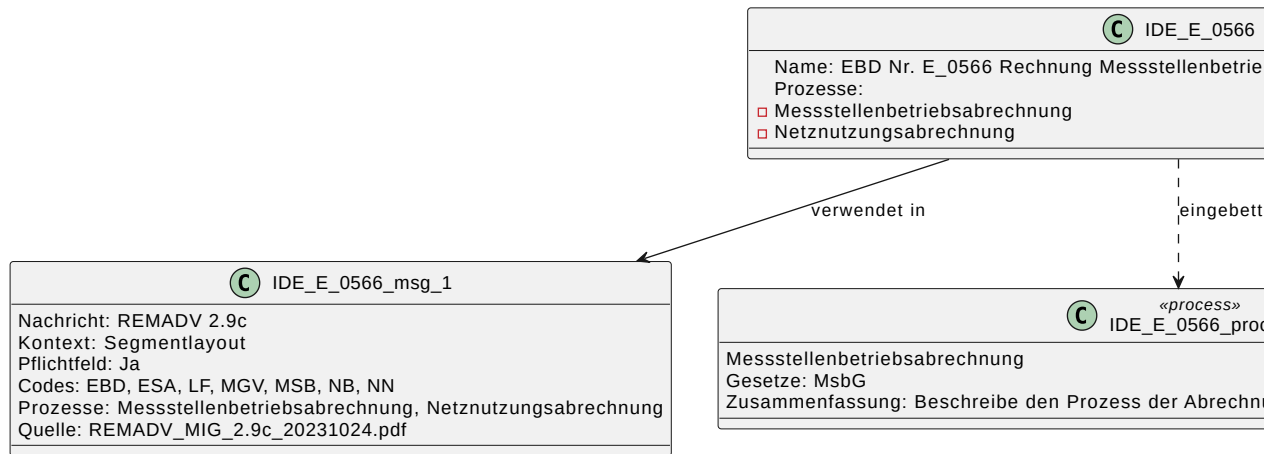 C IDE_E_0566
Name: EBD Nr. E_0566 Rechnung Messstellenbetrie
Prozesse:
Messstellenbetriebsabrechnung
Netznutzungsabrechnung
verwendet in
eingebett
C IDE_E_0566_msg_1
Nachricht: REMADV 2.9c
Kontext: Segmentlayout
Pflichtfeld: Ja
Codes: EBD, ESA, LF, MGV, MSB, NB, NN
Prozesse: Messstellenbetriebsabrechnung, Netznutzungsabrechnung
Quelle: REMADV_MIG_2.9c_20231024.pdf
«process»
C IDE_E_0566_proc
Messstellenbetriebsabrechnung
Gesetze: MsbG
Zusammenfassung: Beschreibe den Prozess der Abrechnu